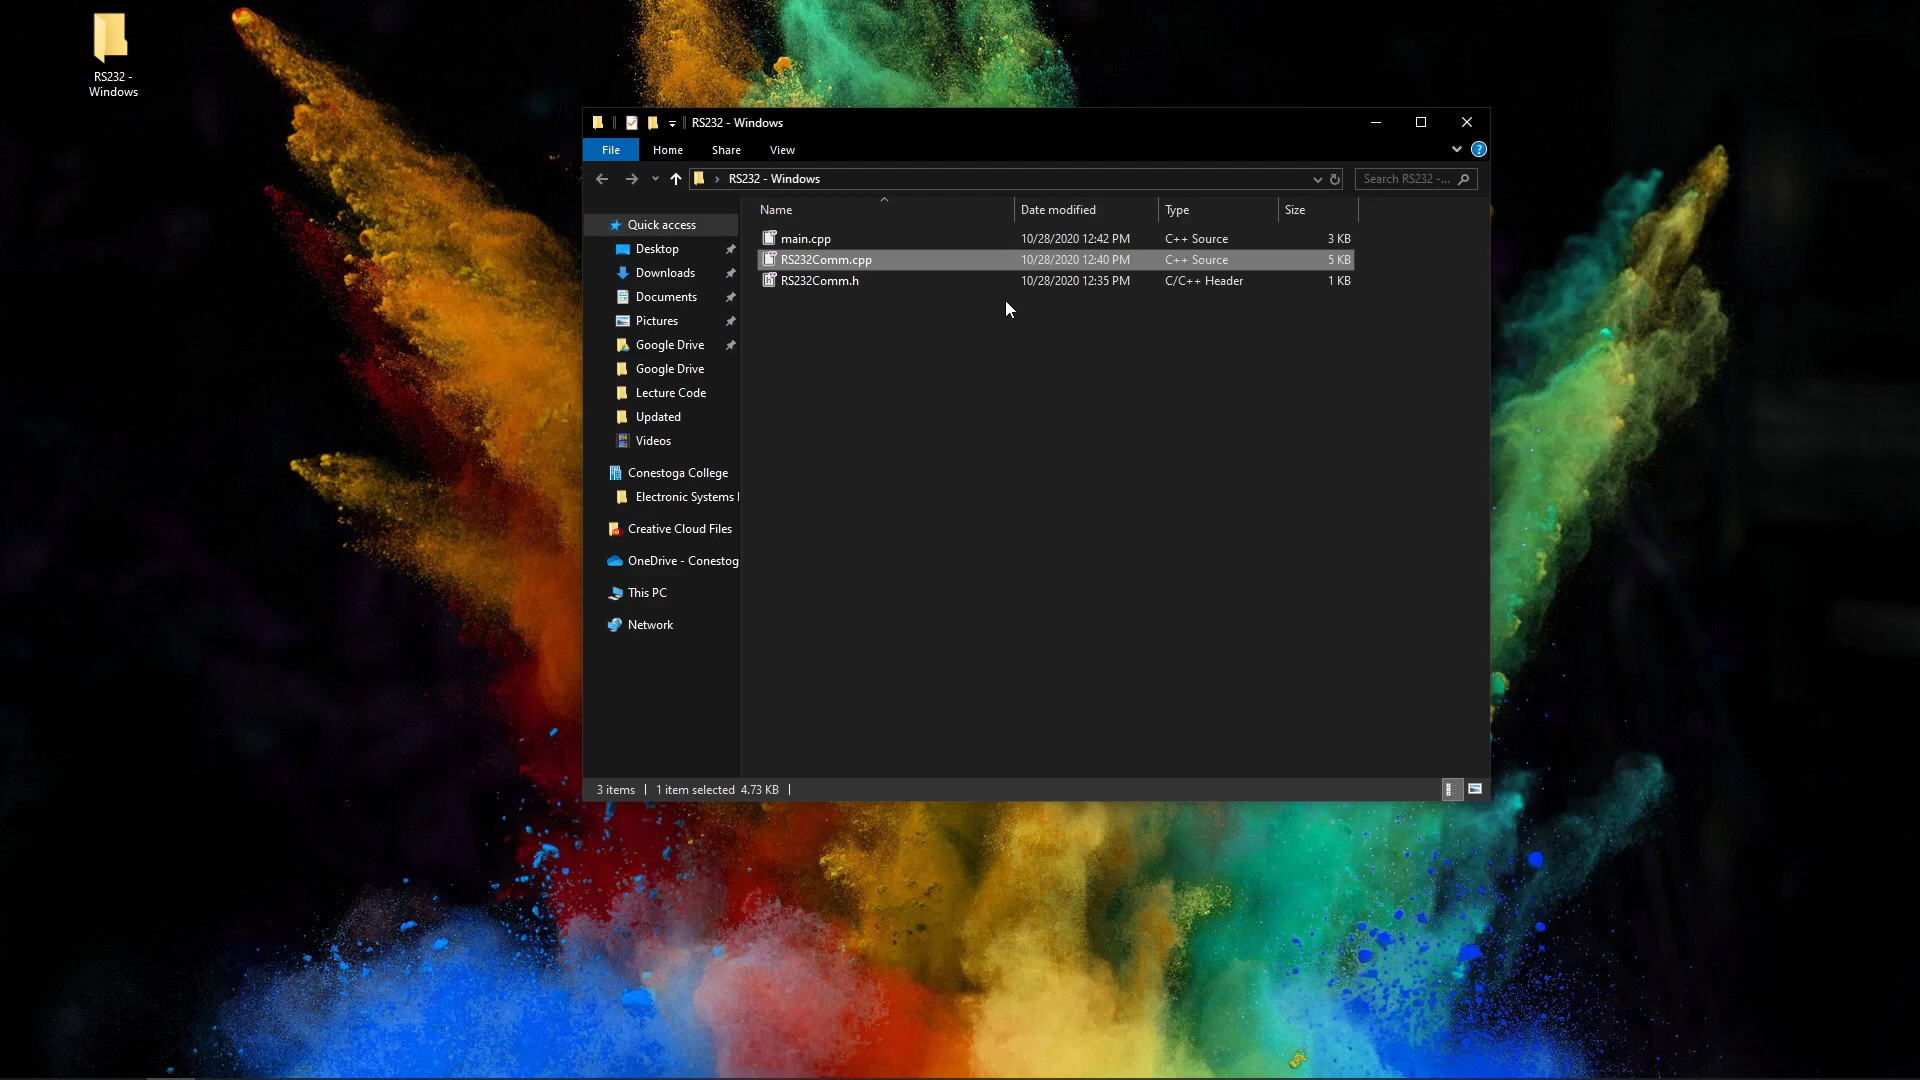 RS232 -
Windows
RS232 - Windows
File Home Share View
RS232 - Windows
Search RS232 -...
Name Date modified Type Size
main.cpp 10/28/2020 12:42 PM C++ Source 3 KB
RS232Comm.cpp 10/28/2020 12:40 PM C++ Source 5 KB
RS232Comm.h 10/28/2020 12:35 PM C/C++ Header 1 KB
Quick access
Desktop
Downloads
Documents
Pictures
Google Drive
Google Drive
Lecture Code
Updated
Videos
Conestoga College
Electronic Systems
Creative Cloud Files
OneDrive - Conestog
This PC
Network
3 items 1 item selected 4.73 KB